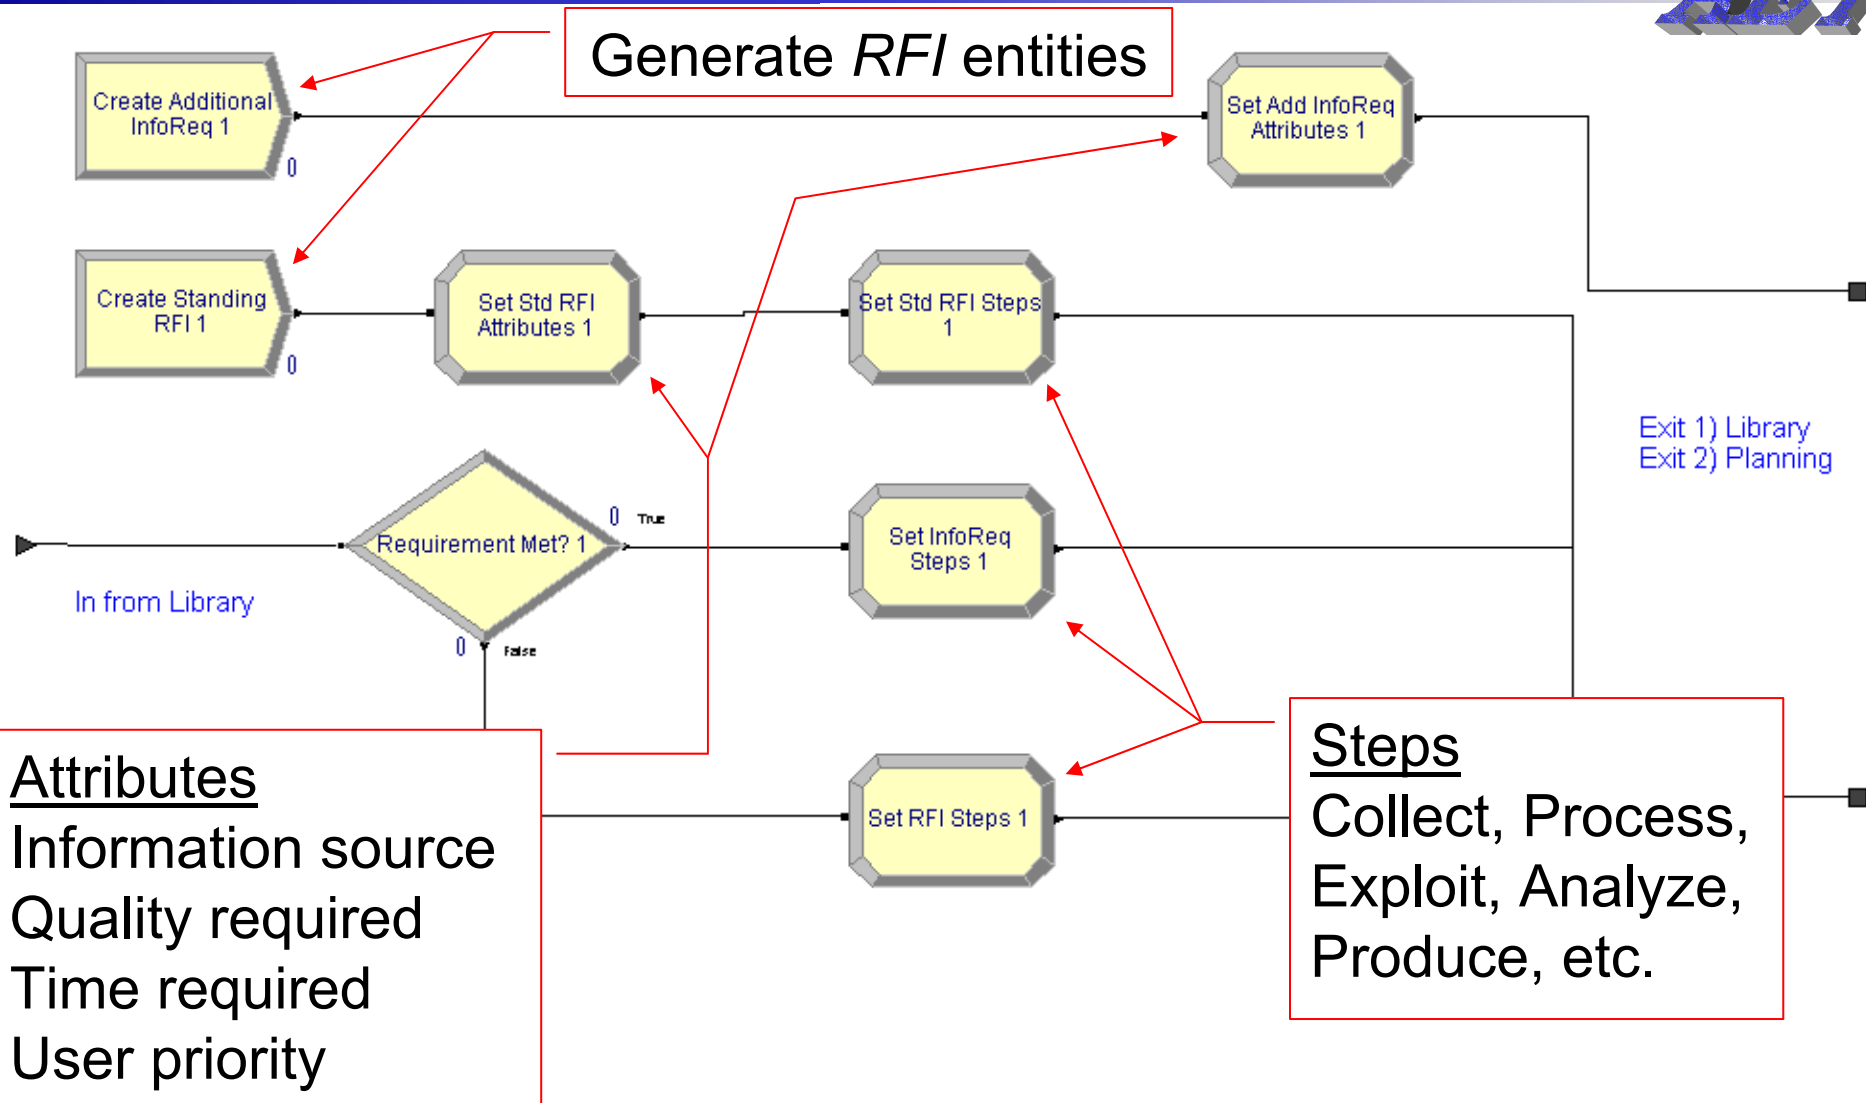 Generate RFI entities
Create Additional
InfoReq 1
0
Set Add InfoReq
Attributes 1
Create Standing
RFI 1
0
Set Std RFI
Attributes 1
Set Std RFI Steps
1
Exit 1) Library
Exit 2) Planning
Requirement Met? 1
0 True
0 False
In from Library
Set InfoReq
Steps 1
Set RFI Steps 1
Attributes
Information source
Quality required
Time required
User priority
Steps
Collect, Process,
Exploit, Analyze,
Produce, etc.